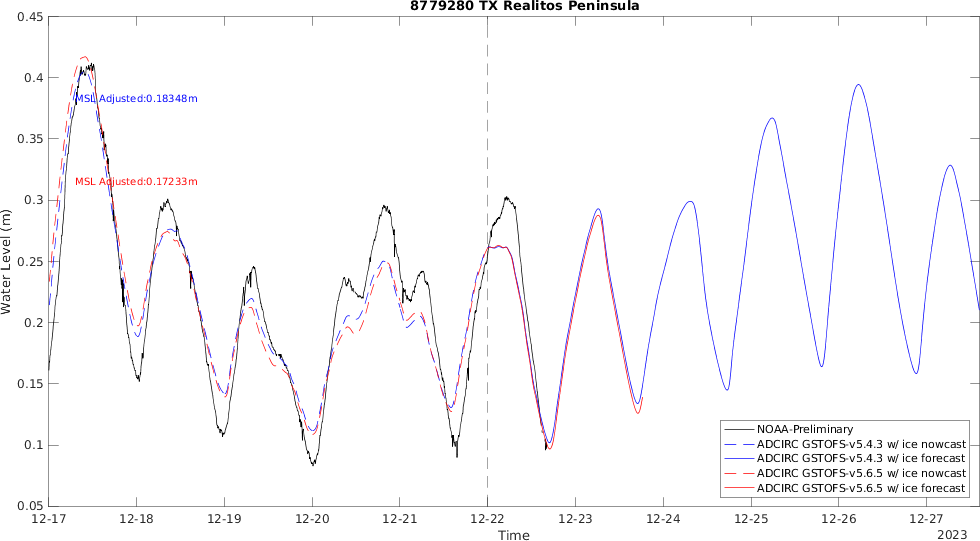 8779280 TX Realitos Peninsula
0.45
0.4
0.35
0.3
0.25
0.2
0.15
0.1
0.05
Water Level (m)
MSL Adjusted:0.18348m
MSL Adjusted:0.17233m
NOAA-Preliminary
ADCIRC GSTOFS-v5.4.3 w/ ice nowcast
ADCIRC GSTOFS-v5.4.3 w/ ice forecast
ADCIRC GSTOFS-v5.6.5 w/ ice nowcast
ADCIRC GSTOFS-v5.6.5 w/ ice forecast
12-17 12-18 12-19 12-20 12-21 12-22 12-23 12-24 12-25 12-26 12-27
Time
2023